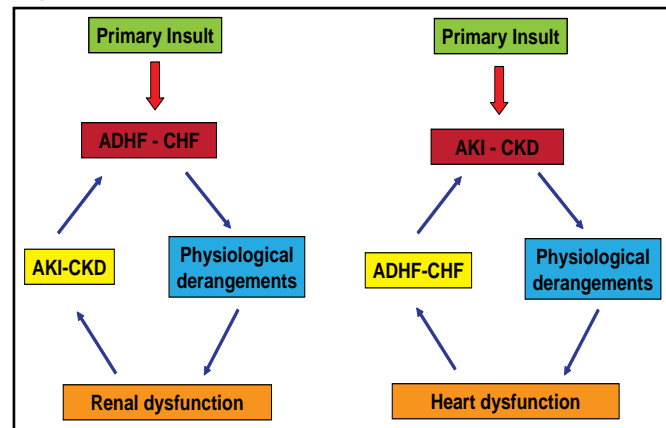 Primary Insult
ADHF - CHF
AKI-CKD
Physiological
derangements
Renal dysfunction
Primary Insult
AKI - CKD
ADHF-CHF
Physiological
derangements
Heart dysfunction